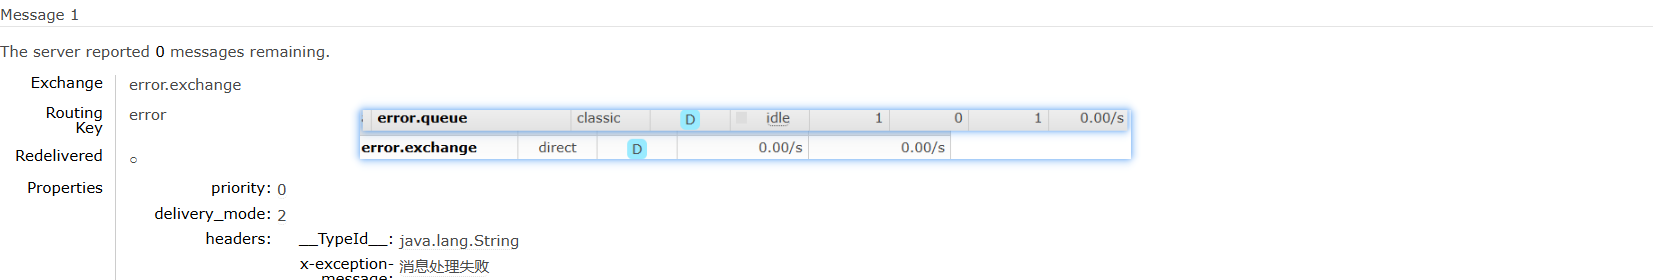 Message 1
The server reported 0 messages remaining.
Exchange error.exchange
Routing Key error
error.queue classic D idle 1 0 1 0.00/s
error.exchange direct D 0.00/s 0.00/s
Redelivered ○
Properties priority: 0
delivery_mode: 2
headers: __TypeId__: java.lang.String
x-exception-message: 消息处理失败